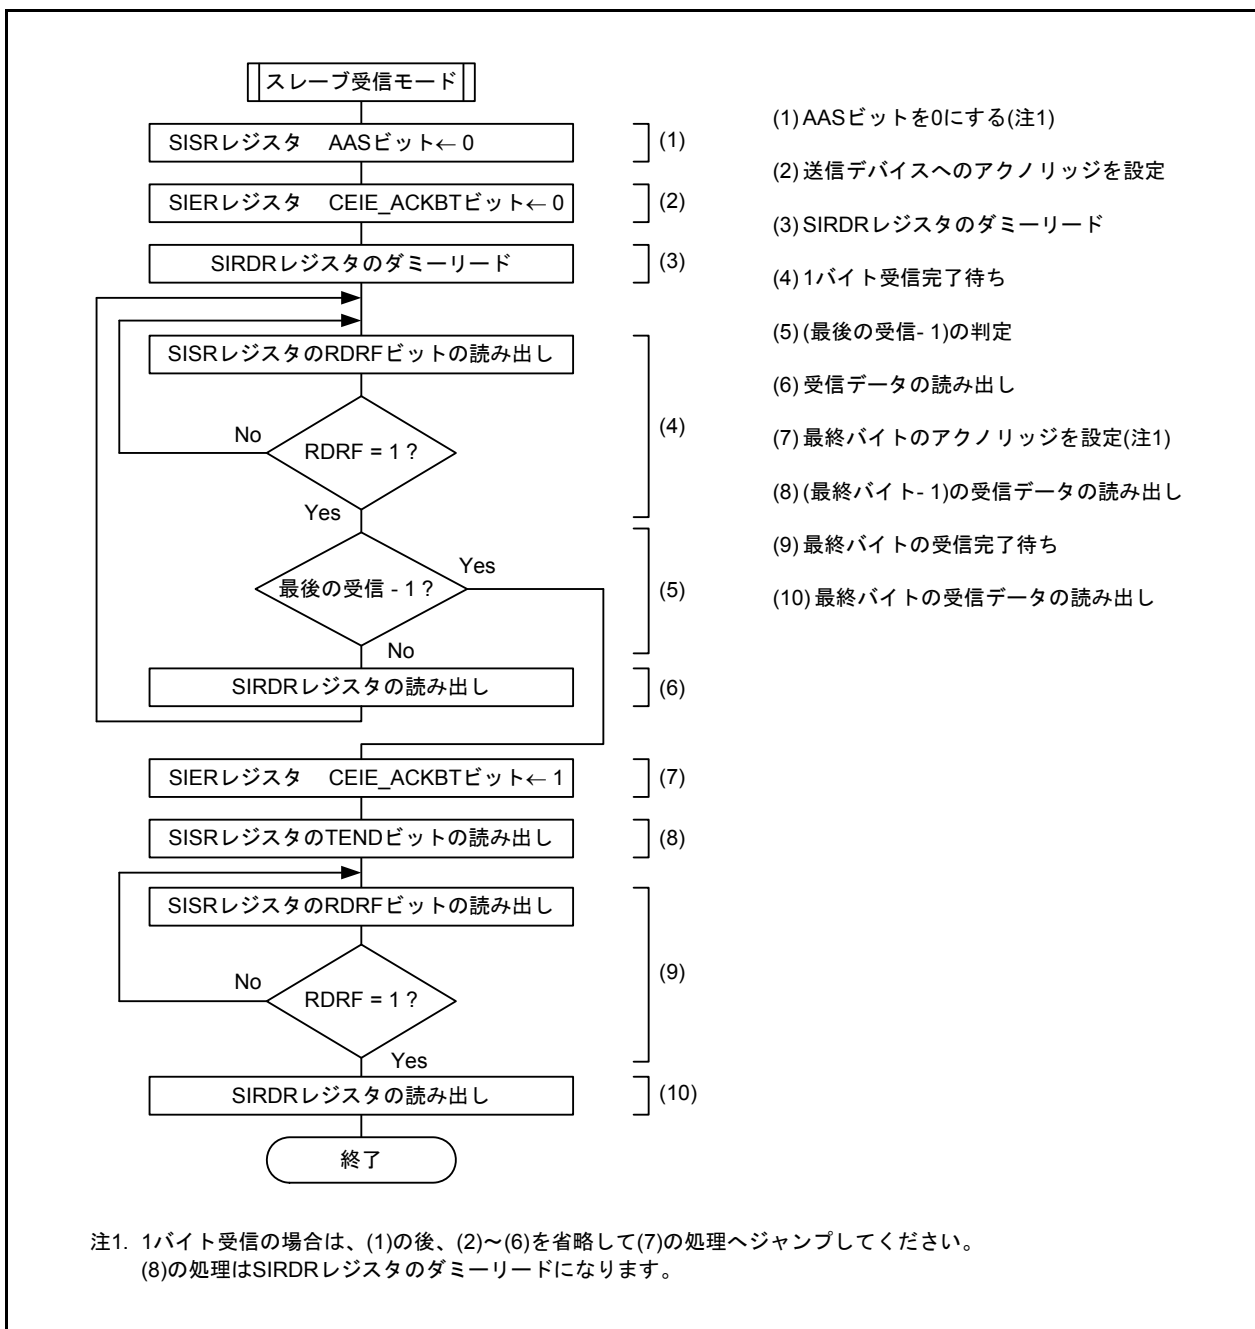 スレーブ受信モード
SISRレジスタ AASビット← 0
(1)
SIERレジスタ CEIE_ACKBTビット← 0
(2)
SIRDRレジスタのダミーリード
(3)
SISRレジスタのRDRFビットの読み出し
No
RDRF = 1 ?
(4)
Yes
最後の受信 - 1 ?
Yes
(5)
No
SIRDRレジスタの読み出し
(6)
SIERレジスタ CEIE_ACKBTビット← 1
(7)
SISRレジスタのTENDビットの読み出し
(8)
SISRレジスタのRDRFビットの読み出し
No
RDRF = 1 ?
(9)
Yes
SIRDRレジスタの読み出し
(10)
終了
(1) AASビットを0にする(注1)
(2) 送信デバイスへのアクノリッジを設定
(3) SIRDRレジスタのダミーリード
(4) 1バイト受信完了待ち
(5) (最後の受信- 1)の判定
(6) 受信データの読み出し
(7) 最終バイトのアクノリッジを設定(注1)
(8) (最終バイト- 1)の受信データの読み出し
(9) 最終バイトの受信完了待ち
(10) 最終バイトの受信データの読み出し
注1. 1バイト受信の場合は、(1)の後、(2)～(6)を省略して(7)の処理へジャンプしてください。
(8)の処理はSIRDRレジスタのダミーリードになります。